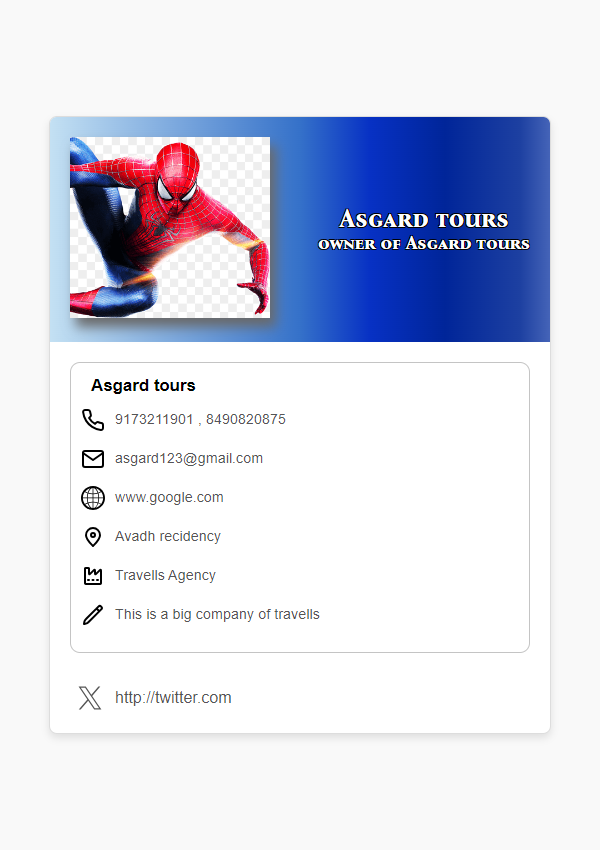 Asgard tours
owner of Asgard tours
Asgard tours
9173211901 , 8490820875
asgard123@gmail.com
www.google.com
Avadh recidency
Travells Agency
This is a big company of travells
http://twitter.com